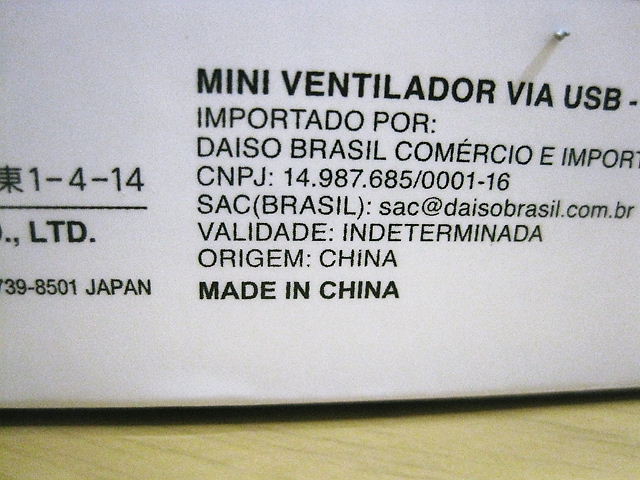 東1-4-14
., LTD.
739-8501 JAPAN
MINI VENTILADOR VIA USB -
IMPORTADO POR:
DAISO BRASIL COMÉRCIO E IMPORT
CNPJ: 14.987.685/0001-16
SAC(BRASIL): sac@daisobrasil.com.br
VALIDADE: INDETERMINADA
ORIGEM: CHINA
MADE IN CHINA